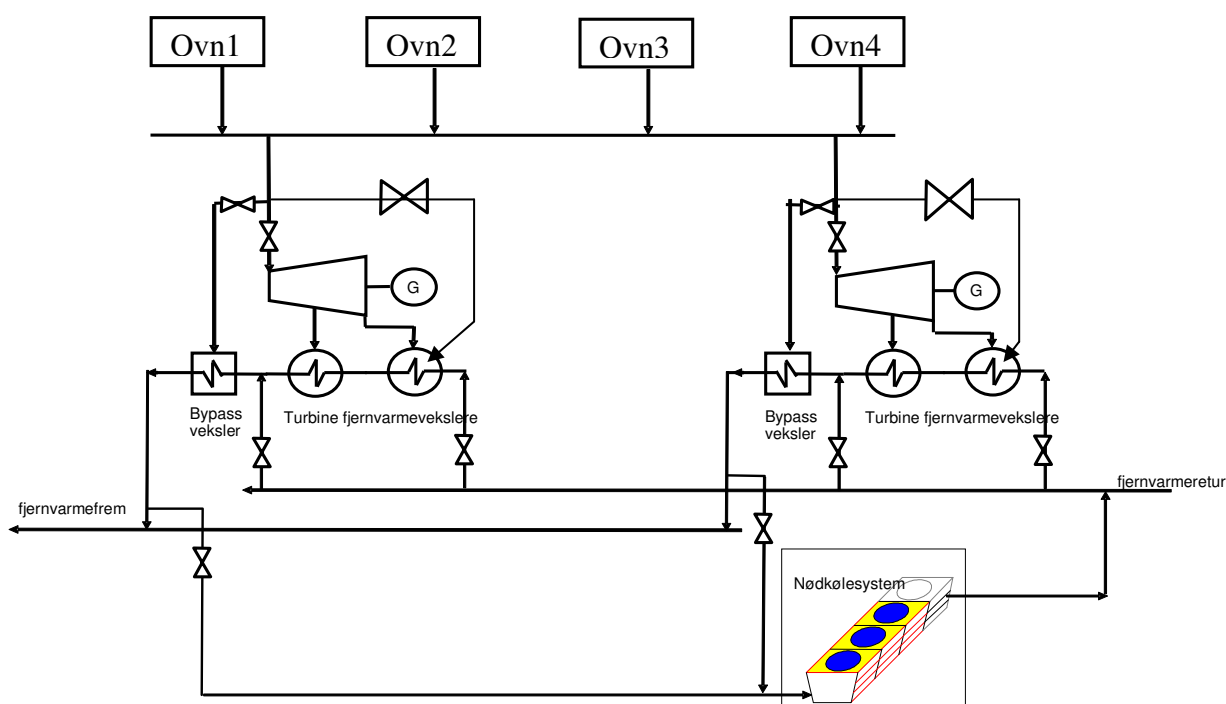 Ovn1
Ovn2
Ovn3
Ovn4
G
G
Bypass
veksler
Turbine fjernvarmevekslere
Bypass
veksler
Turbine fjernvarmevekslere
fjernvarmeretur
fjernvarmefrem
Nødkølesystem